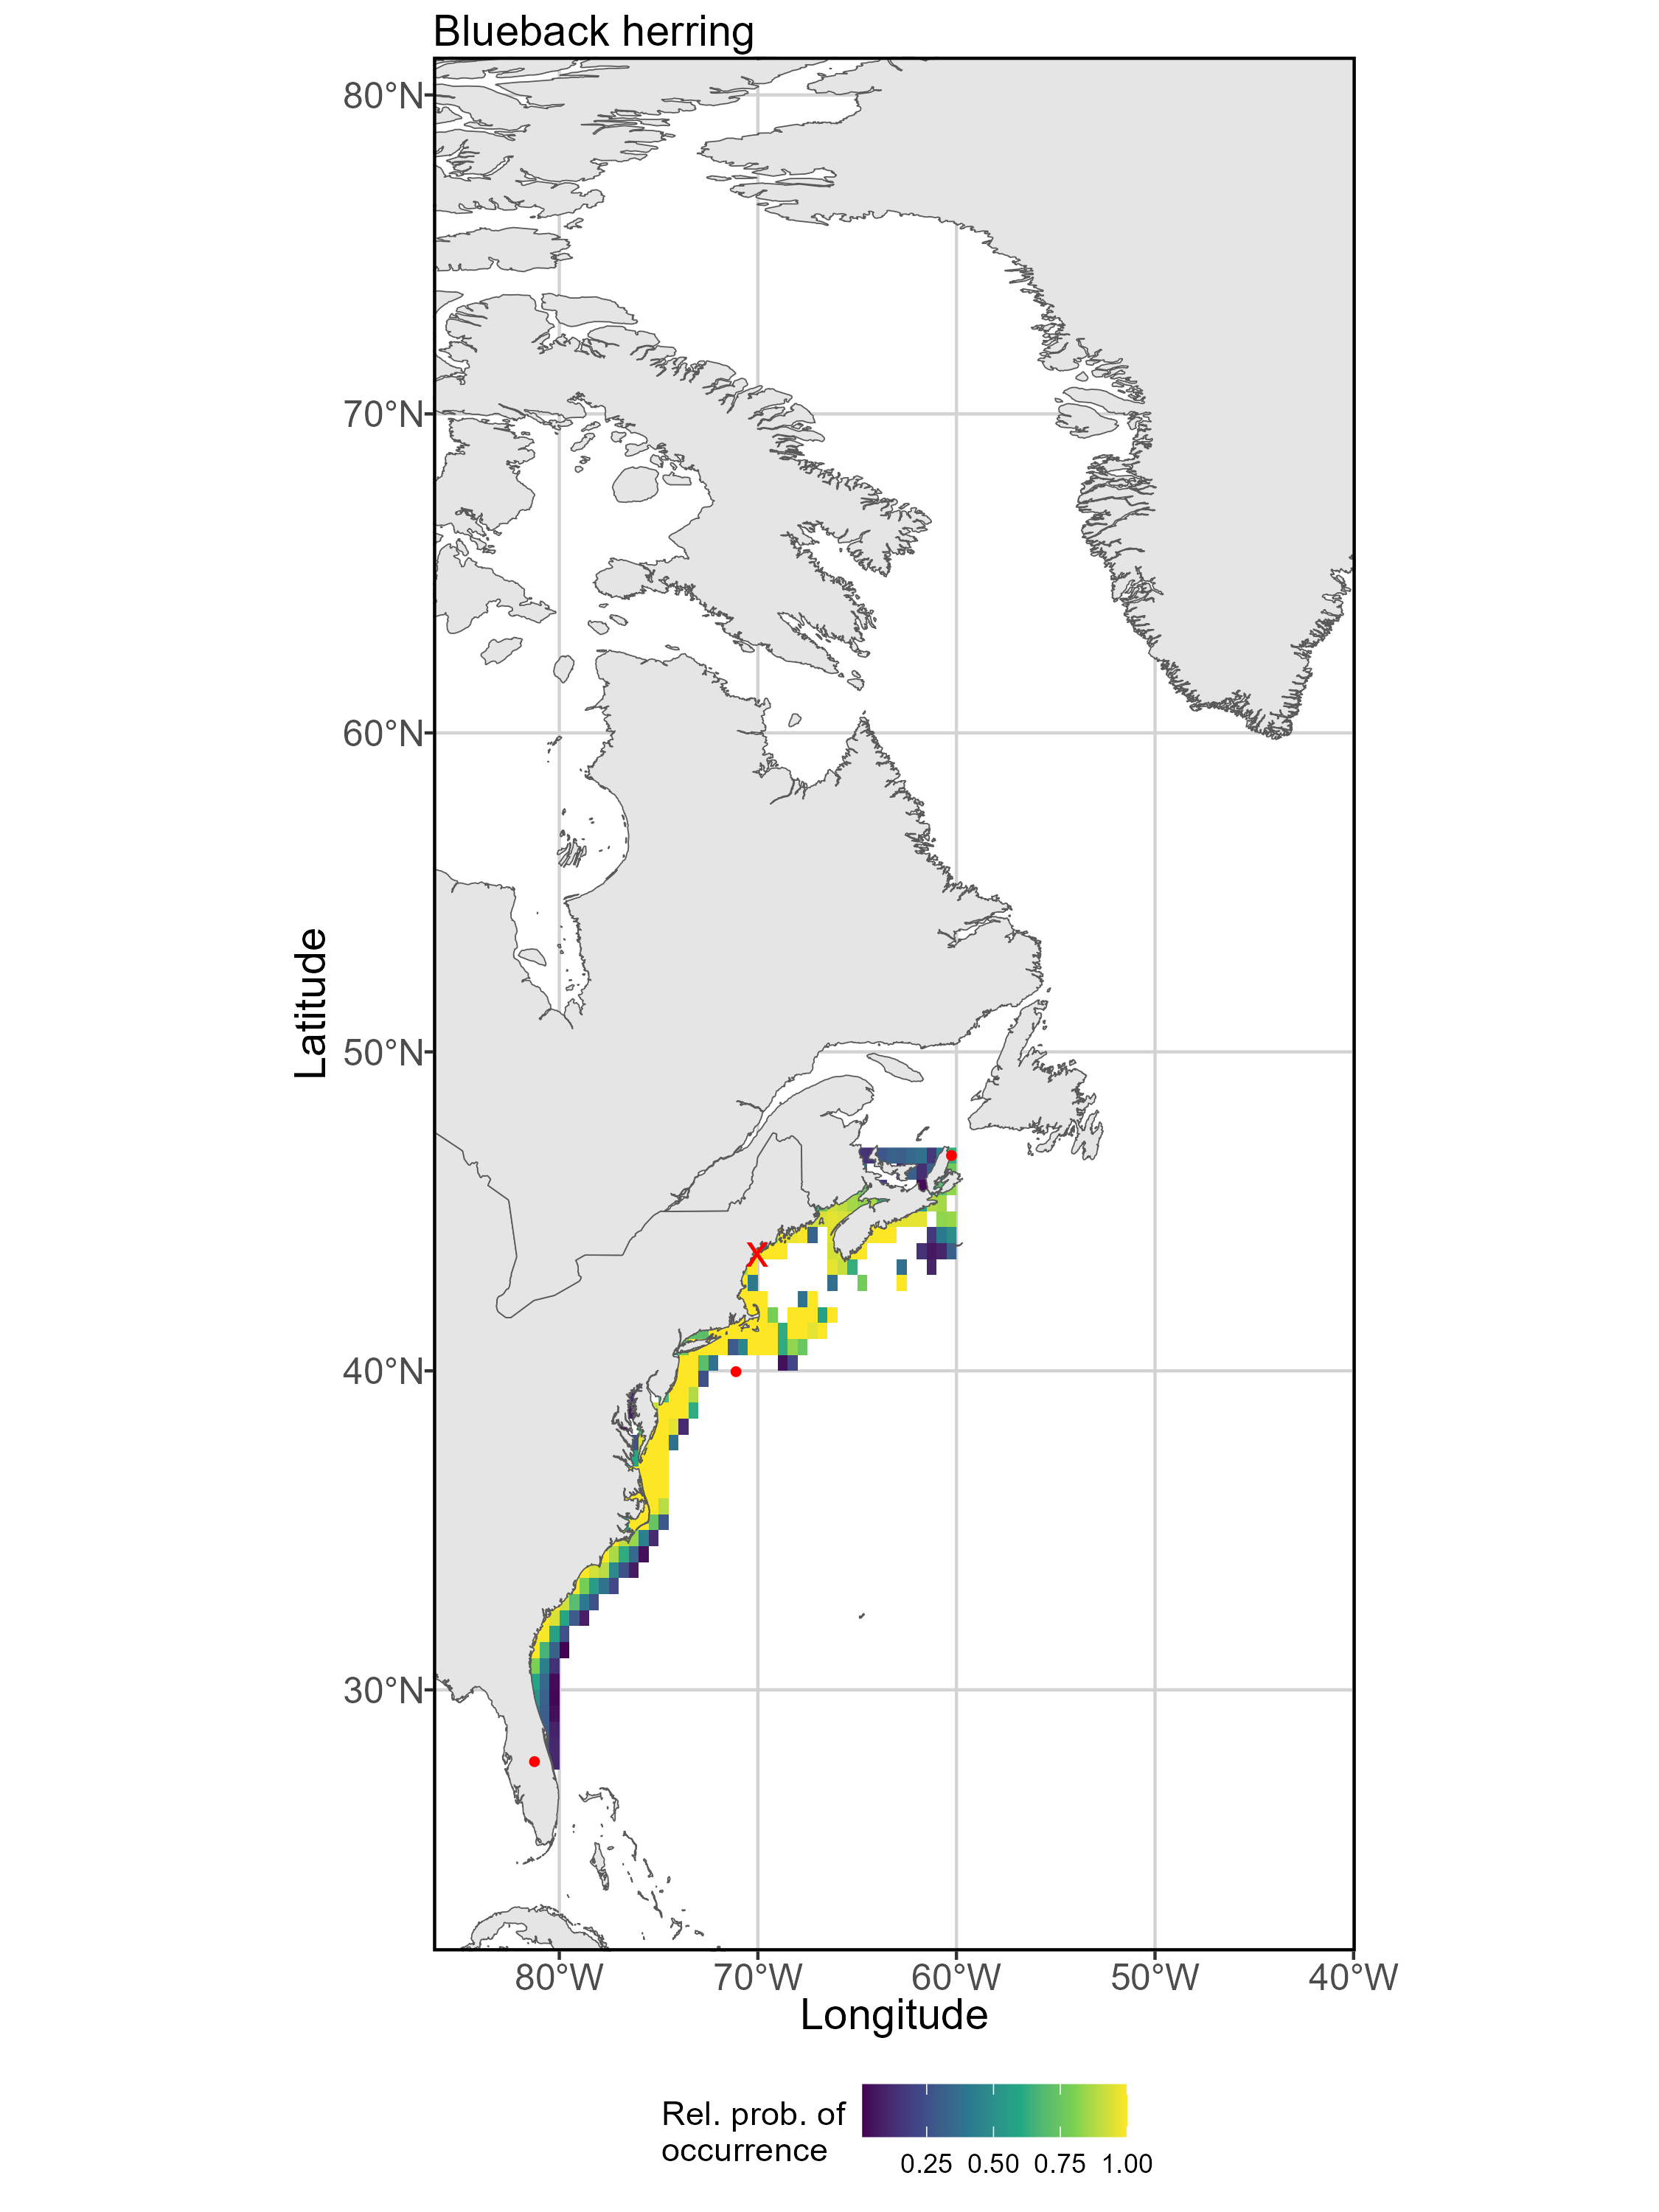 Blueback herring
80°N
70°N
60°N
50°N
40°N
30°N
Latitude
X
80°W 70°W 60°W 50°W 40°W
Longitude
Rel. prob. of
occurrence
0.25 0.50 0.75 1.00